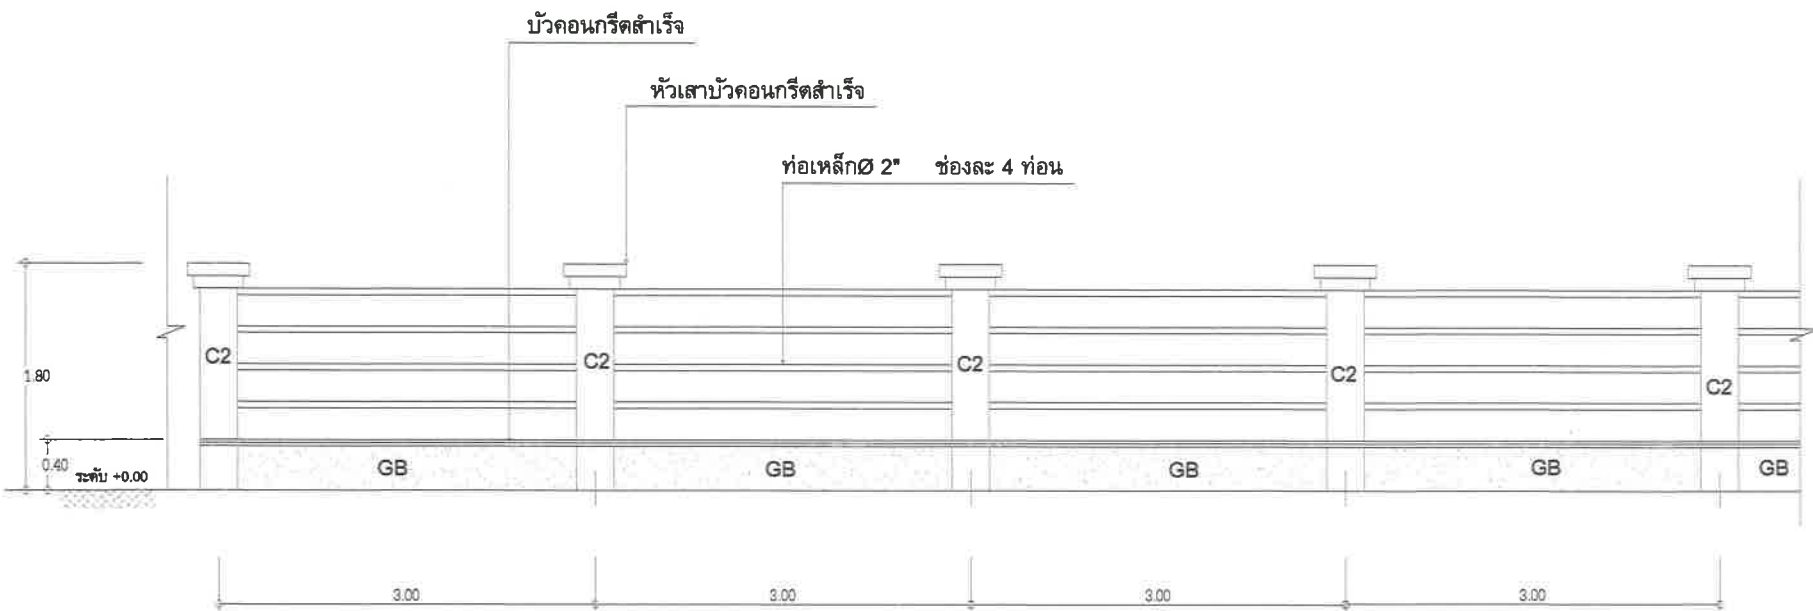 บัวคอนกรีตสำเร็จ
หัวเสาบัวคอนกรีตสำเร็จ
ท่อเหล็กØ 2" ช่องละ 4 ท่อน
C2 C2 C2 C2 C2
1.80
0.40
ระดับ +0.00
GB GB GB GB GB
3.00 3.00 3.00 3.00